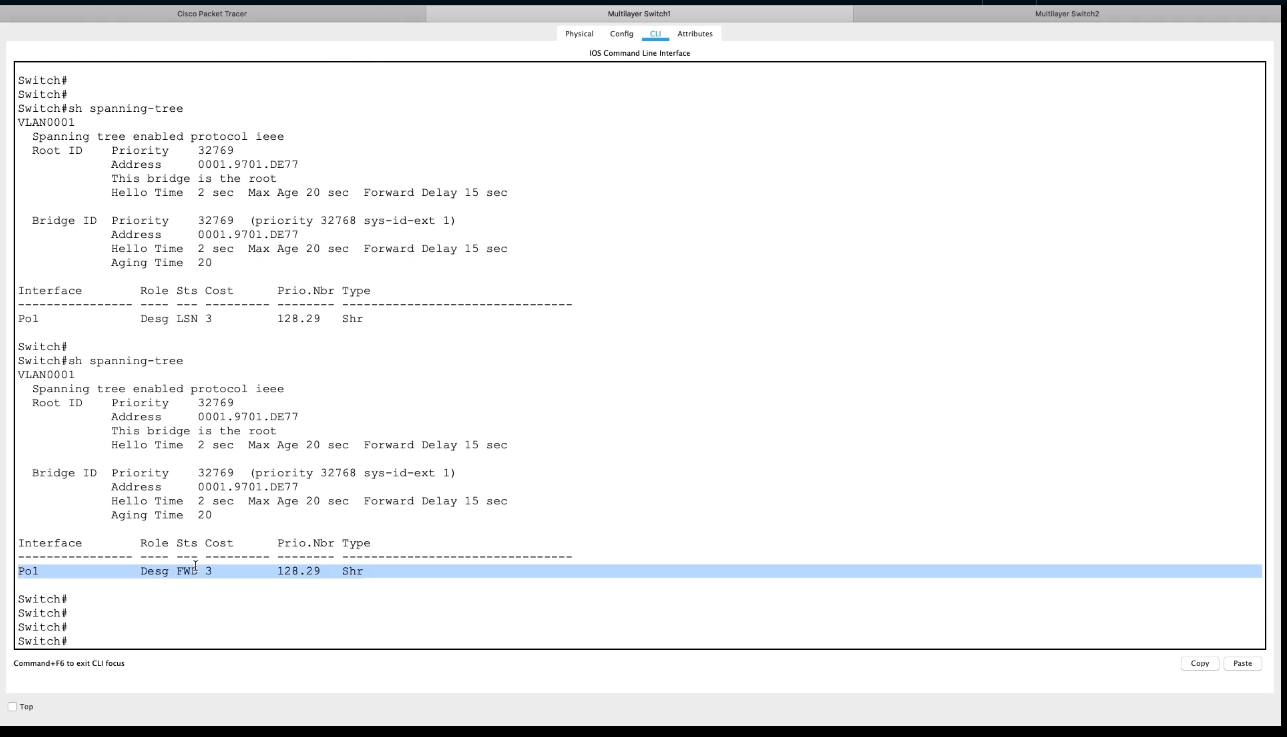 Cisco Packet Tracer
Multilayer Switch1
Multilayer Switch2
Physical Config CLI Attributes
IOS Command Line Interface
Switch#
Switch#
Switch#sh spanning-tree
VLAN0001
Spanning tree enabled protocol ieee
Root ID Priority 32769
Address 0001.9701.DE77
This bridge is the root
Hello Time 2 sec Max Age 20 sec Forward Delay 15 sec
Bridge ID Priority 32769 (priority 32768 sys-id-ext 1)
Address 0001.9701.DE77
Hello Time 2 sec Max Age 20 sec Forward Delay 15 sec
Aging Time 20
Interface Role Sts Cost Prio.Nbr Type
---------------- ---- --- --------- -------- --------------------------------
Po1 Desg LSN 3 128.29 Shr
Switch#
Switch#sh spanning-tree
VLAN0001
Spanning tree enabled protocol ieee
Root ID Priority 32769
Address 0001.9701.DE77
This bridge is the root
Hello Time 2 sec Max Age 20 sec Forward Delay 15 sec
Bridge ID Priority 32769 (priority 32768 sys-id-ext 1)
Address 0001.9701.DE77
Hello Time 2 sec Max Age 20 sec Forward Delay 15 sec
Aging Time 20
Interface Role Sts Cost Prio.Nbr Type
---------------- ---- --- --------- -------- --------------------------------
Po1 Desg FWD 3 128.29 Shr
Switch#
Switch#
Switch#
Switch#
Command+F6 to exit CLI focus
Copy Paste
Top